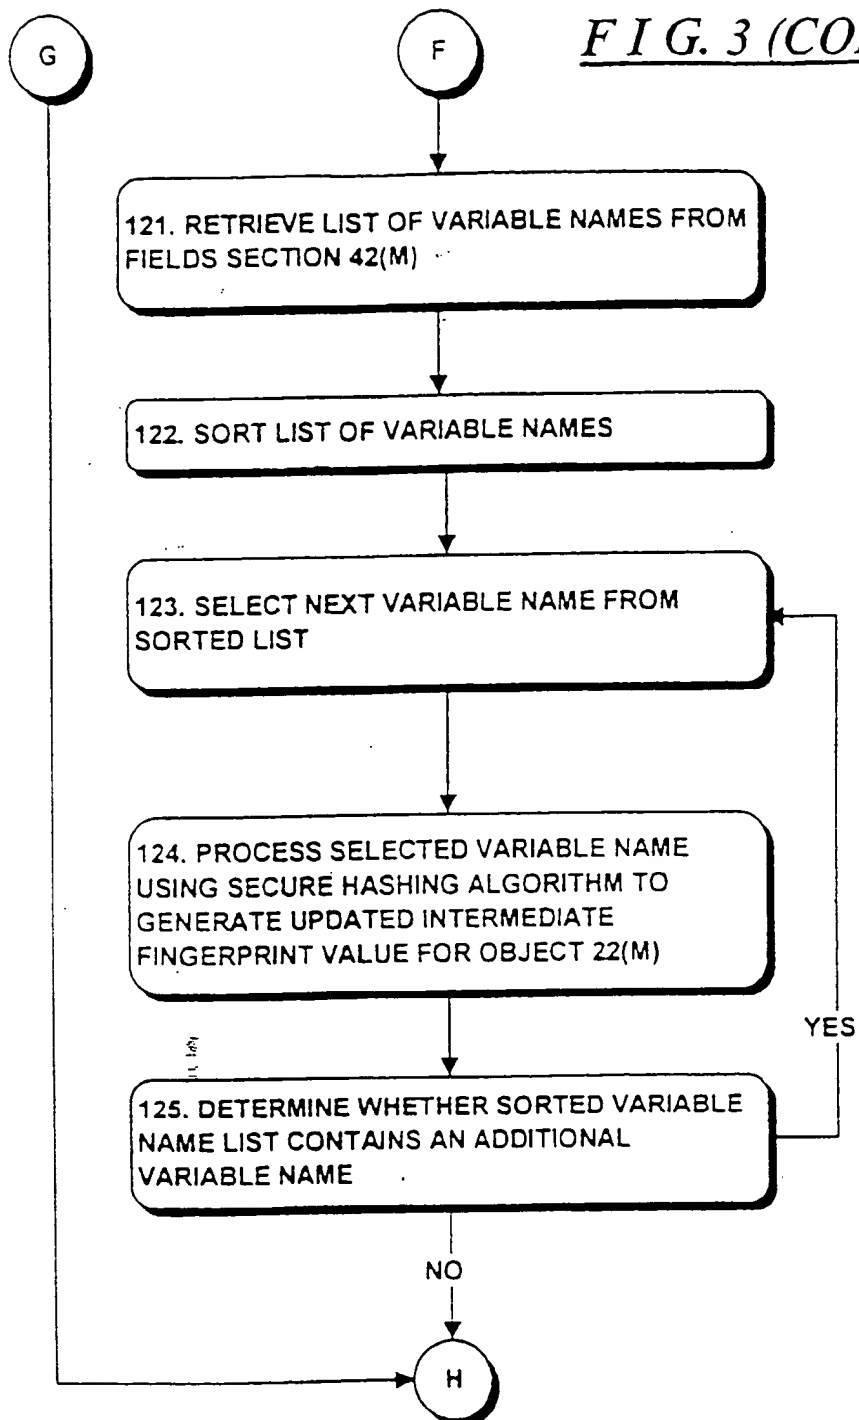 F I G. 3 (CO
G
F
121. RETRIEVE LIST OF VARIABLE NAMES FROM
FIELDS SECTION 42(M)
122. SORT LIST OF VARIABLE NAMES
123. SELECT NEXT VARIABLE NAME FROM
SORTED LIST
124. PROCESS SELECTED VARIABLE NAME
USING SECURE HASHING ALGORITHM TO
GENERATE UPDATED INTERMEDIATE
FINGERPRINT VALUE FOR OBJECT 22(M)
YES
125. DETERMINE WHETHER SORTED VARIABLE
NAME LIST CONTAINS AN ADDITIONAL
VARIABLE NAME
NO
H